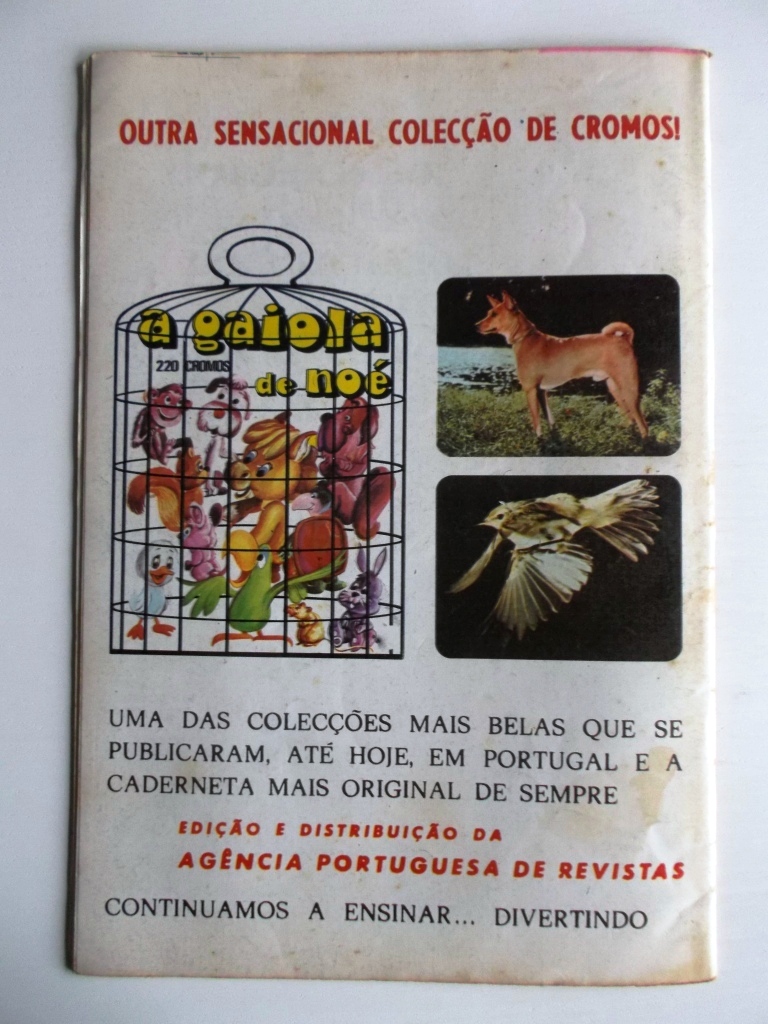 OUTRA SENSACIONAL COLECÇÃO DE CROMOS!
a gaiola
220 CROMOS
de noé
UMA DAS COLECÇÕES MAIS BELAS QUE SE
PUBLICARAM, ATÉ HOJE, EM PORTUGAL E A
CADERNETA MAIS ORIGINAL DE SEMPRE
EDIÇÃO E DISTRIBUIÇÃO DA
AGÊNCIA PORTUGUESA DE REVISTAS
CONTINUAMOS A ENSINAR... DIVERTINDO